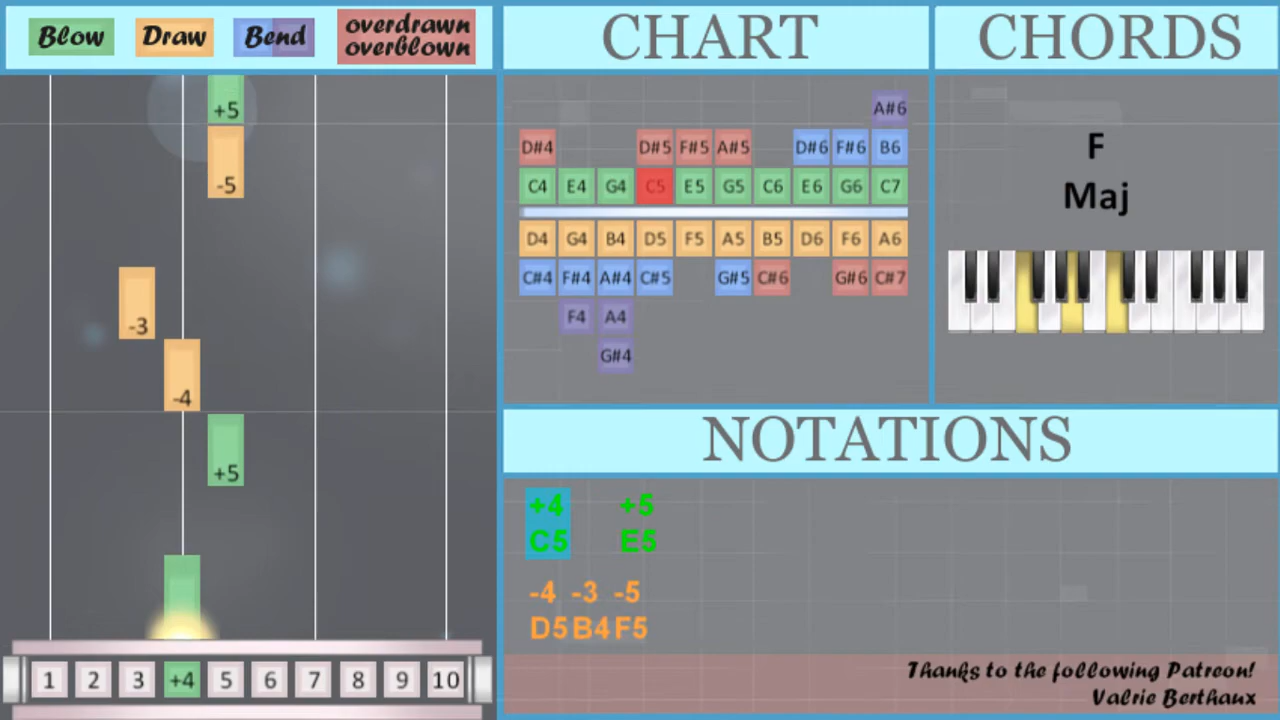 Blow Draw Bend overdrawn
overblown
CHART
CHORDS
+5
-5
-3
-4
+5
A#6
D#4 D#5 F#5 A#5 D#6 F#6 B6
C4 E4 G4 C5 E5 G5 C6 E6 G6 C7
D4 G4 B4 D5 F5 A5 B5 D6 F6 A6
C#4 F#4 A#4 C#5 G#5 C#6 G#6 C#7
F4 A4
G#4
F
Maj
NOTATIONS
+4 +5
C5 E5
-4 -3 -5
D5 B4 F5
Thanks to the following Patreon!
Valrie Berthaux
1 2 3 +4 5 6 7 8 9 10